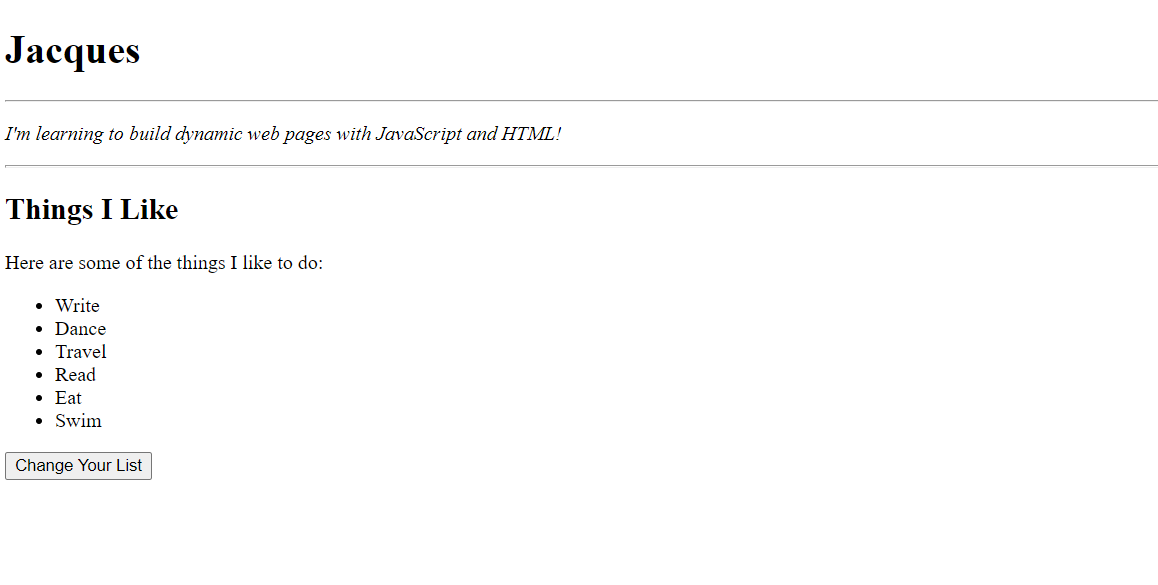 Jacques
I'm learning to build dynamic web pages with JavaScript and HTML!
Things I Like
Here are some of the things I like to do:
Write
Dance
Travel
Read
Eat
Swim
Change Your List